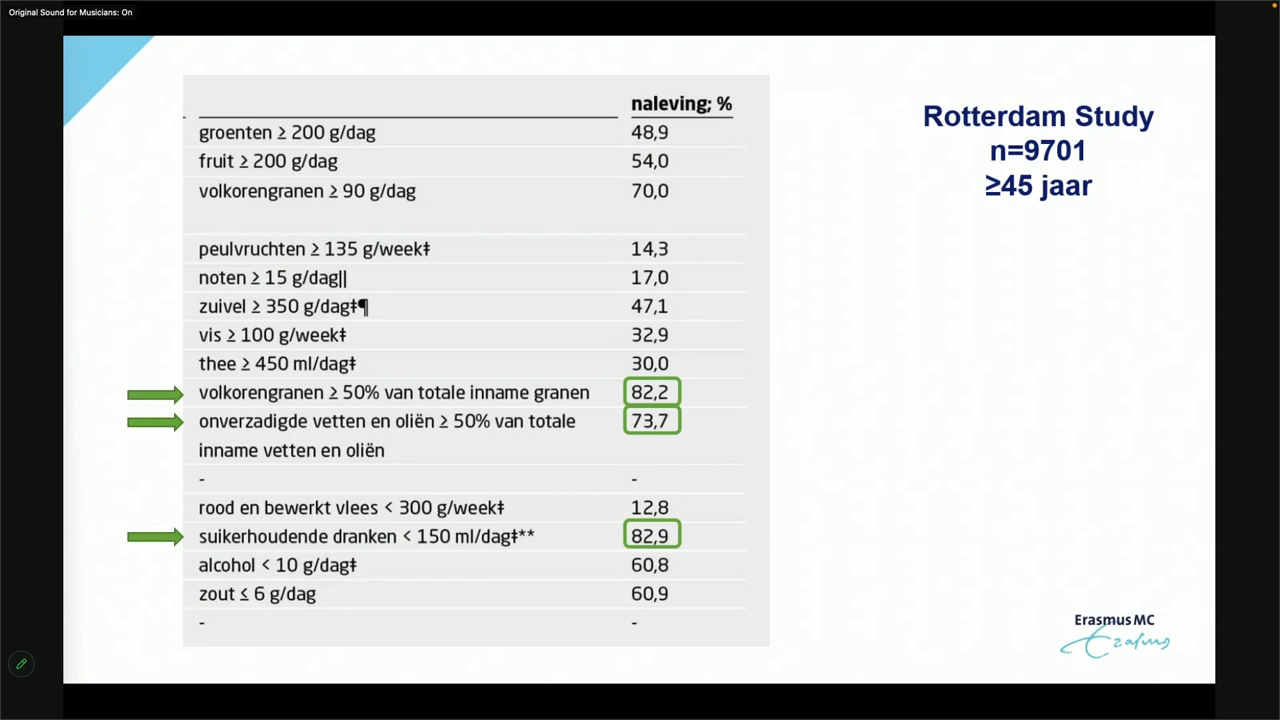 Original Sound for Musicians: On
naleving; %
groenten ≥ 200 g/dag 48,9
fruit ≥ 200 g/dag 54,0
volkorengranen ≥ 90 g/dag 70,0
peulvruchten ≥ 135 g/week‡ 14,3
noten ≥ 15 g/dag|| 17,0
zuivel ≥ 350 g/dag‡¶ 47,1
vis ≥ 100 g/week‡ 32,9
thee ≥ 450 ml/dag‡ 30,0
volkorengranen ≥ 50% van totale inname granen 82,2
onverzadigde vetten en oliën ≥ 50% van totale 73,7
inname vetten en oliën
- -
rood en bewerkt vlees < 300 g/week‡ 12,8
suikerhoudende dranken < 150 ml/dag‡** 82,9
alcohol < 10 g/dag‡ 60,8
zout ≤ 6 g/dag 60,9
- -
Rotterdam Study
n=9701
≥45 jaar
Erasmus MC
Erasmus